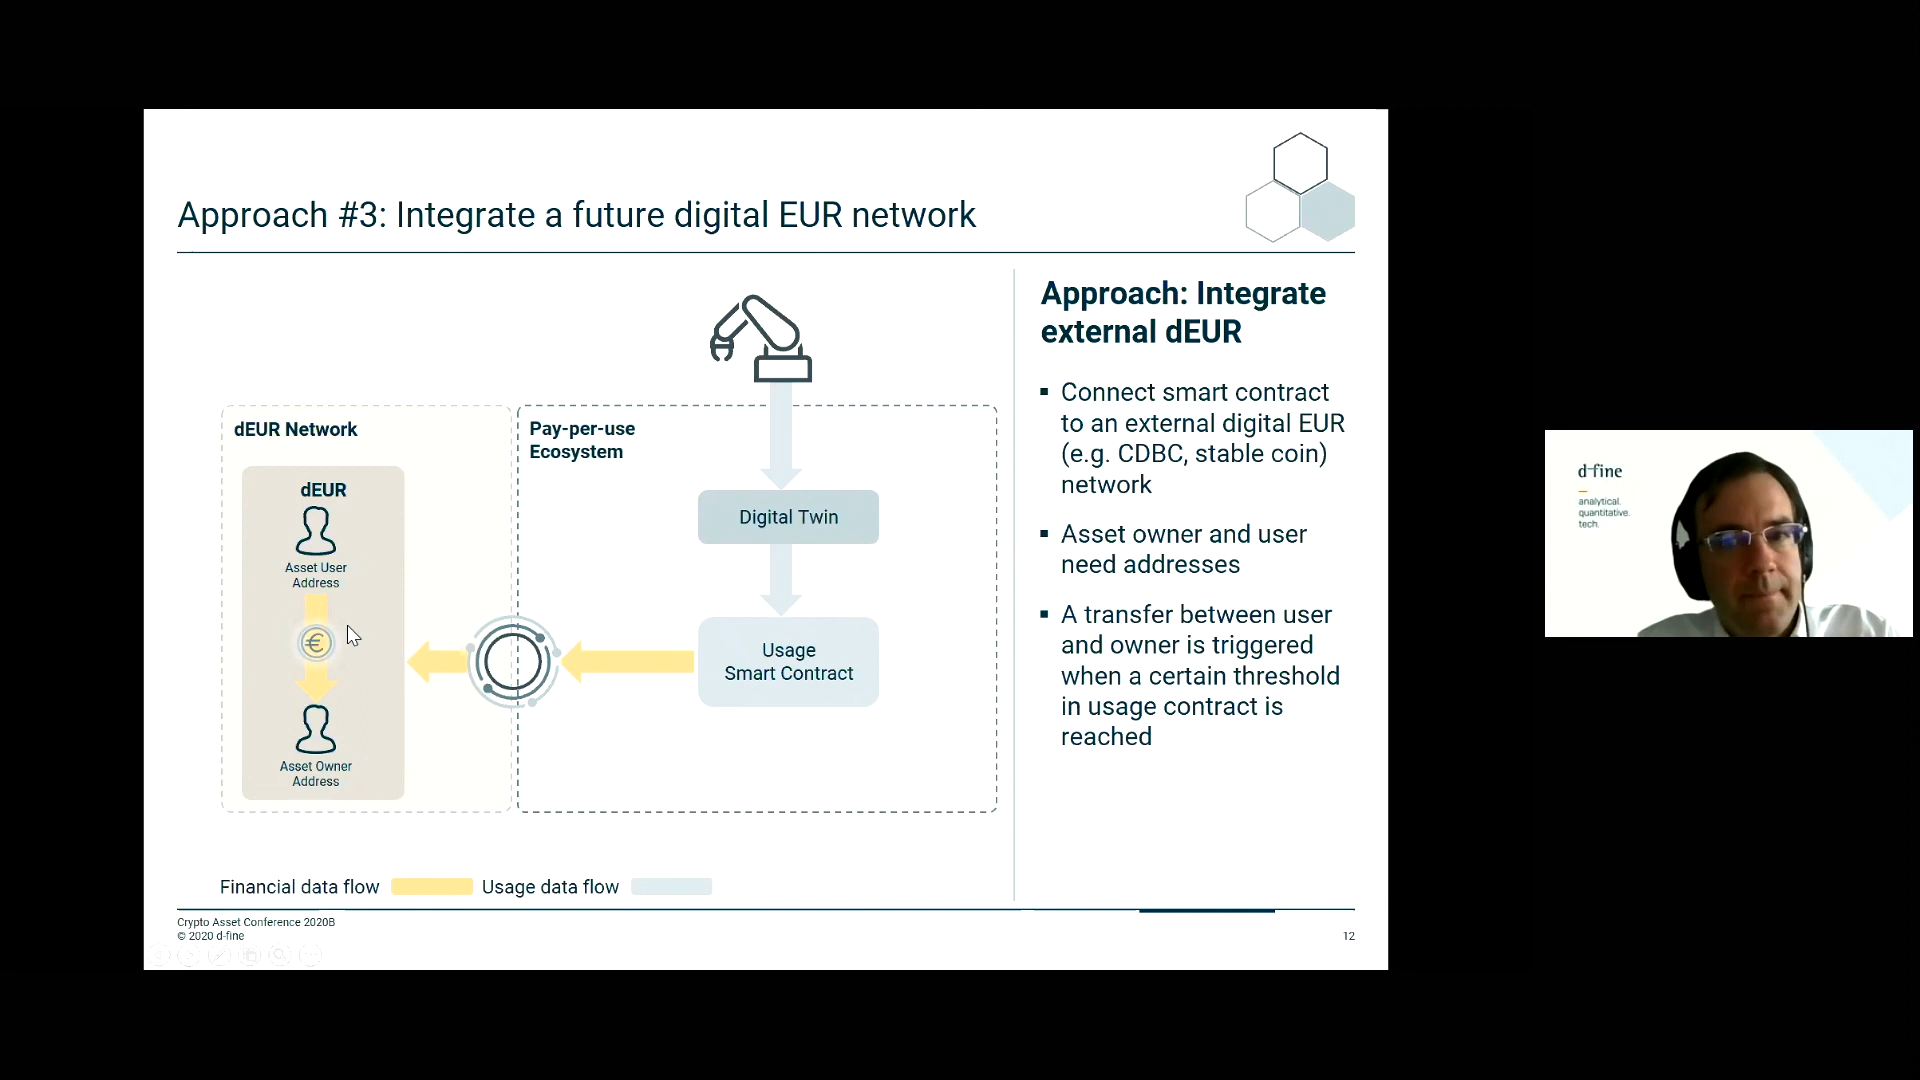 Approach #3: Integrate a future digital EUR network
dEUR Network
dEUR
Asset User
Address
€
Asset Owner
Address
Pay-per-use
Ecosystem
Digital Twin
Usage
Smart Contract
Approach: Integrate
external dEUR
▪ Connect smart contract
to an external digital EUR
(e.g. CDBC, stable coin)
network
▪ Asset owner and user
need addresses
▪ A transfer between user
and owner is triggered
when a certain threshold
in usage contract is
reached
Financial data flow
Usage data flow
Crypto Asset Conference 2020B
© 2020 d-fine
12
d-fine
analytical.
quantitative.
tech.